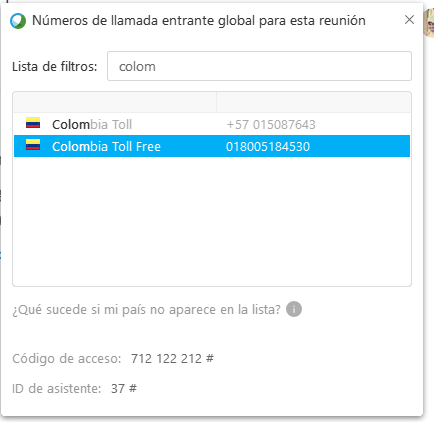 Números de llamada entrante global para esta reunión
Lista de filtros: colom
Colombia Toll +57 015087643
Colombia Toll Free 018005184530
¿Qué sucede si mi país no aparece en la lista? i
Código de acceso: 712 122 212 #
ID de asistente: 37 #